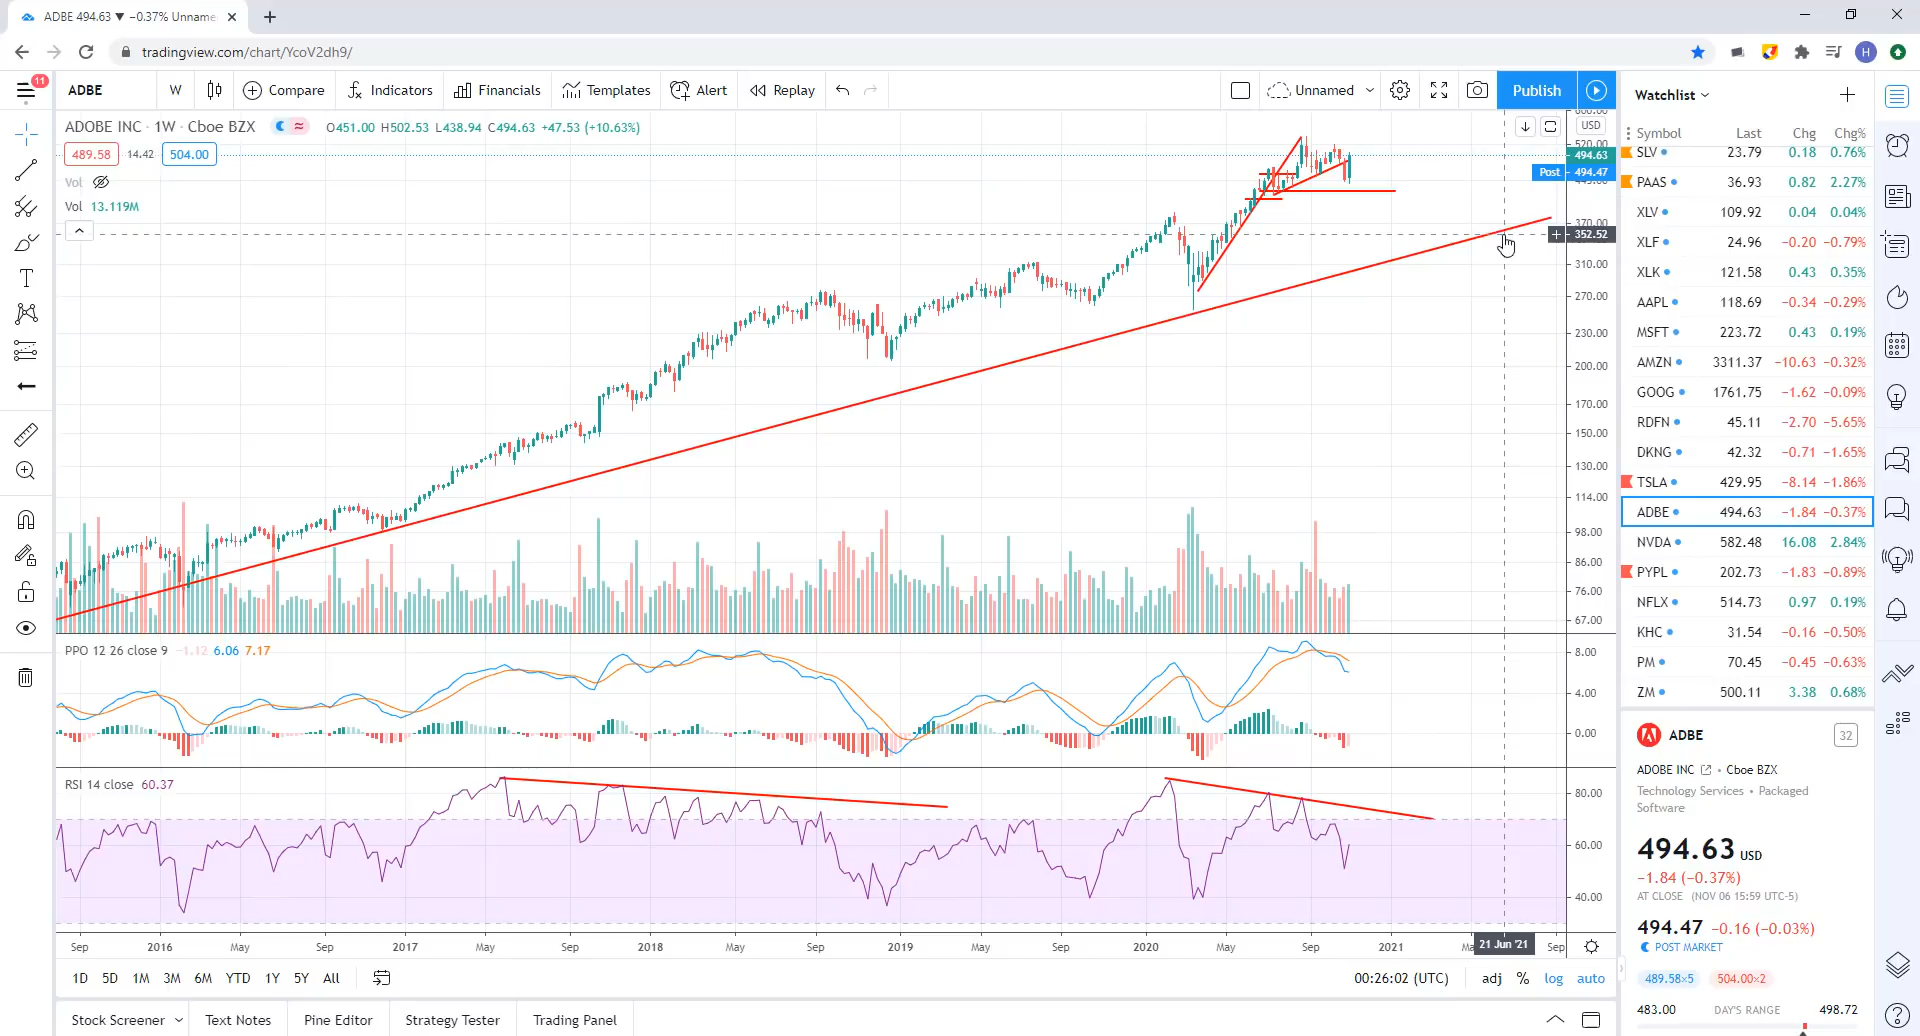 ADBE 494.63 ▼ −0.37% Unname
tradingview.com/chart/YcoV2dh9/
11
ADBE W Compare Indicators Financials Templates Alert Replay Unnamed Publish
ADOBE INC · 1W · Cboe BZX O451.00 H502.53 L438.94 C494.63 +47.53 (+10.63%)
489.58 14.42 504.00
Vol
Vol 13.119M
USD
520.00
494.63
Post 494.47
370.00
352.52
310.00
270.00
230.00
200.00
170.00
150.00
130.00
114.00
98.00
86.00
76.00
67.00
PPO 12 26 close 9 −1.12 6.06 7.17
8.00
4.00
0.00
RSI 14 close 60.37
80.00
60.00
40.00
Sep 2016 May Sep 2017 May Sep 2018 May Sep 2019 May Sep 2020 May Sep 2021 21 Jun '21 Sep
1D 5D 1M 3M 6M YTD 1Y 5Y All 00:26:02 (UTC) adj % log auto
Stock Screener Text Notes Pine Editor Strategy Tester Trading Panel
Watchlist
Symbol Last Chg Chg%
SLV 23.79 0.18 0.76%
PAAS 36.93 0.82 2.27%
XLV 109.92 0.04 0.04%
XLF 24.96 −0.20 −0.79%
XLK 121.58 0.43 0.35%
AAPL 118.69 −0.34 −0.29%
MSFT 223.72 0.43 0.19%
AMZN 3311.37 −10.63 −0.32%
GOOG 1761.75 −1.62 −0.09%
RDFN 45.11 −2.70 −5.65%
DKNG 42.32 −0.71 −1.65%
TSLA 429.95 −8.14 −1.86%
ADBE 494.63 −1.84 −0.37%
NVDA 582.48 16.08 2.84%
PYPL 202.73 −1.83 −0.89%
NFLX 514.73 0.97 0.19%
KHC 31.54 −0.16 −0.50%
PM 70.45 −0.45 −0.63%
ZM 500.11 3.38 0.68%
ADBE 32
ADOBE INC • Cboe BZX
Technology Services • Packaged
Software
494.63 USD
−1.84 (−0.37%)
AT CLOSE (NOV 06 15:59 UTC-5)
494.47 −0.16 (−0.03%)
POST MARKET
489.58×5 504.00×2
483.00 DAY'S RANGE 498.72